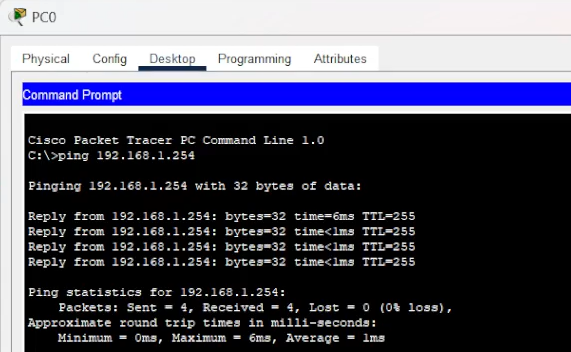 PC0
Physical Config Desktop Programming Attributes
Command Prompt
Cisco Packet Tracer PC Command Line 1.0
C:\>ping 192.168.1.254
Pinging 192.168.1.254 with 32 bytes of data:
Reply from 192.168.1.254: bytes=32 time=6ms TTL=255
Reply from 192.168.1.254: bytes=32 time<1ms TTL=255
Reply from 192.168.1.254: bytes=32 time<1ms TTL=255
Reply from 192.168.1.254: bytes=32 time<1ms TTL=255
Ping statistics for 192.168.1.254:
Packets: Sent = 4, Received = 4, Lost = 0 (0% loss),
Approximate round trip times in milli-seconds:
Minimum = 0ms, Maximum = 6ms, Average = 1ms